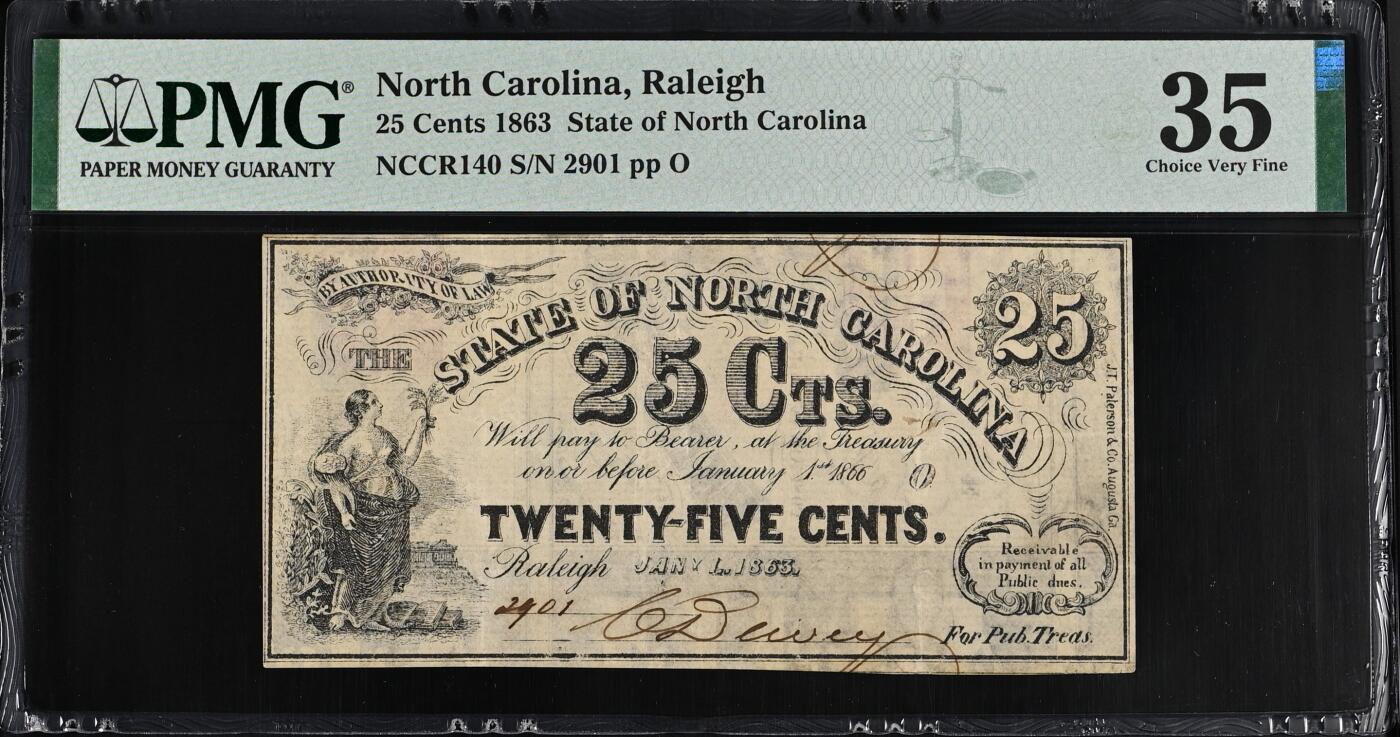 PMG®
PAPER MONEY GUARANTY
North Carolina, Raleigh
25 Cents 1863 State of North Carolina
NCCR140 S/N 2901 pp O
35
Choice Very Fine
BY AUTHORITY OF LAW
THE
STATE OF NORTH CAROLINA
25
25 CTS.
Will pay to Bearer, at the Treasury
on or before January 1st 1866 O
TWENTY-FIVE CENTS.
Raleigh JANY 1. 1863.
2901 C Dewey
For Pub. Treas.
Receivable
in payment of all
Public dues.
J.T. Paterson & Co. Augusta Ga.